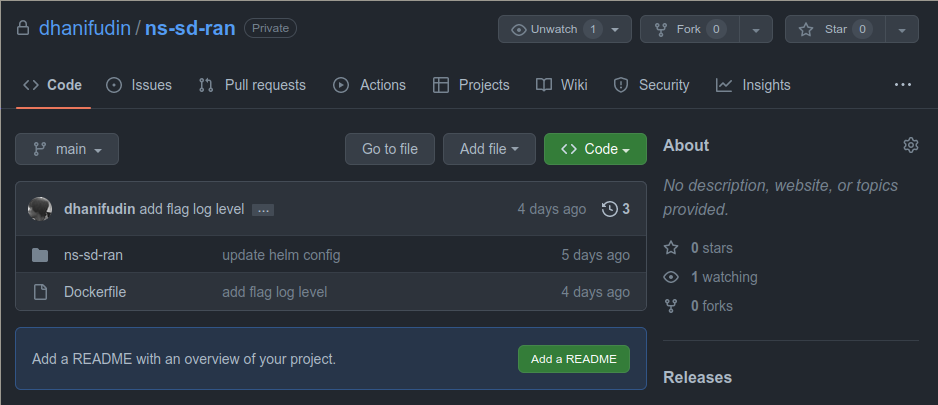 dhanifudin / ns-sd-ran Private Unwatch 1 Fork 0 Star 0
Code Issues Pull requests Actions Projects Wiki Security Insights ...
main Go to file Add file Code
dhanifudin add flag log level ... 4 days ago 3
ns-sd-ran update helm config 5 days ago
Dockerfile add flag log level 4 days ago
Add a README with an overview of your project. Add a README
About
No description, website, or topics
provided.
0 stars
1 watching
0 forks
Releases